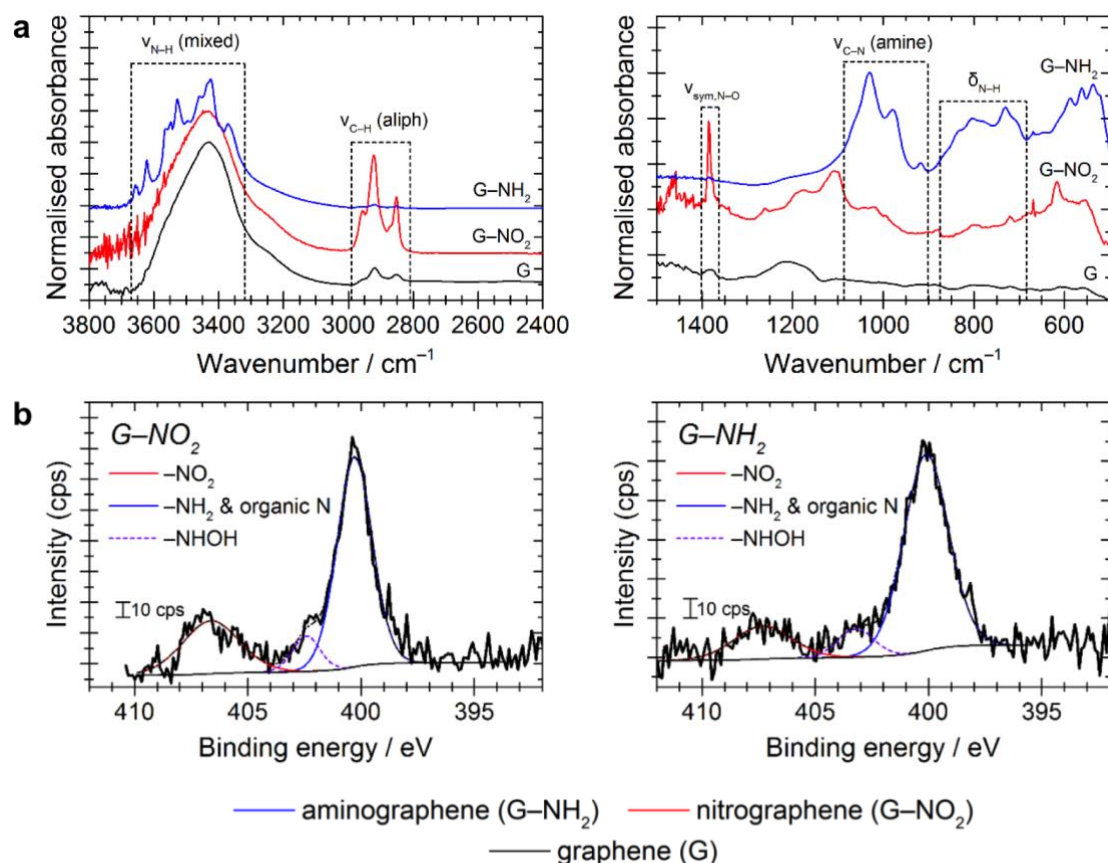 a
ν_N–H (mixed)
ν_C–H (aliph)
G–NH₂
G–NO₂
G
Normalised absorbance
3800 3600 3400 3200 3000 2800 2600 2400
Wavenumber / cm⁻¹
ν_sym,N–O
ν_C–N (amine)
δ_N–H
G–NH₂
G–NO₂
G
Normalised absorbance
1400 1200 1000 800 600
Wavenumber / cm⁻¹
b
G–NO₂
–NO₂
–NH₂ & organic N
–NHOH
10 cps
Intensity (cps)
410 405 400 395
Binding energy / eV
G–NH₂
–NO₂
–NH₂ & organic N
–NHOH
10 cps
Intensity (cps)
410 405 400 395
Binding energy / eV
aminographene (G–NH₂) nitrographene (G–NO₂)
graphene (G)